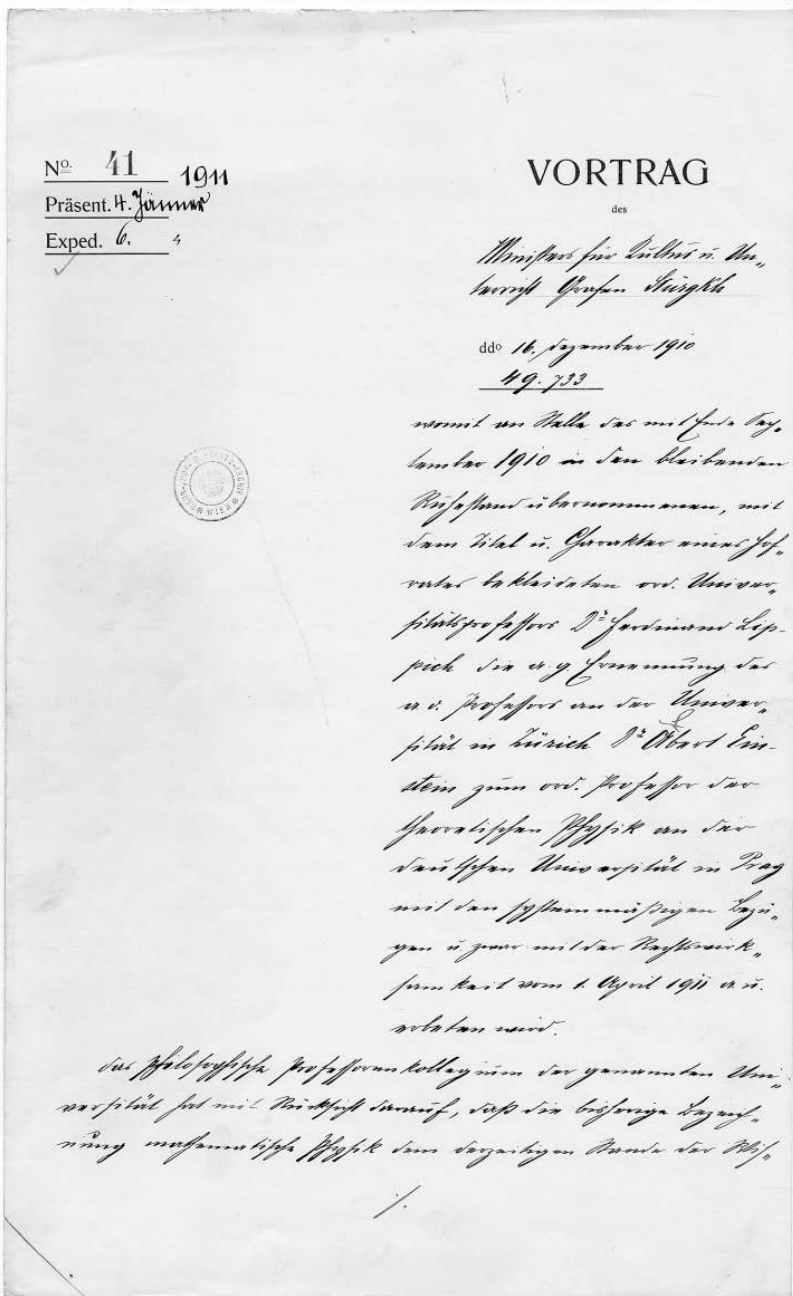 No. 41 1911
Präsent. 4. Jänner
Exped. 6. "
VORTRAG
des
Ministers für Kultus u. Un„
terricht Grafen Stürgkh
ddo 16. Dezember 1910
49.733
womit an Stelle des mit Ende Sep„
tember 1910 in den bleibenden
Ruhestand übernommenen, mit
dem Titel u. Charakter eines Hof„
rates bekleideten ord. Univer„
sitätsprofessors Dr. Ferdinand Lip-
pich die a. g. Ernennung des
a. o. Professors an der Univer„
sität in Zürich Dr. Albert Ein-
stein zum ord. Professor der
theoretischen Physik an der
deutschen Universität in Prag
mit den systemmäßigen Bezü„
gen u. zwar mit der Rechtswirk„
samkeit vom 1. April 1911 a. u.
erbeten wird.
Das philosophische Professorenkollegium der genannten Uni„
versität hat mit Rücksicht darauf, daß die bisherige Bezeich„
nung mathematische Physik dem derzeitigen Stande der Wis„
./.